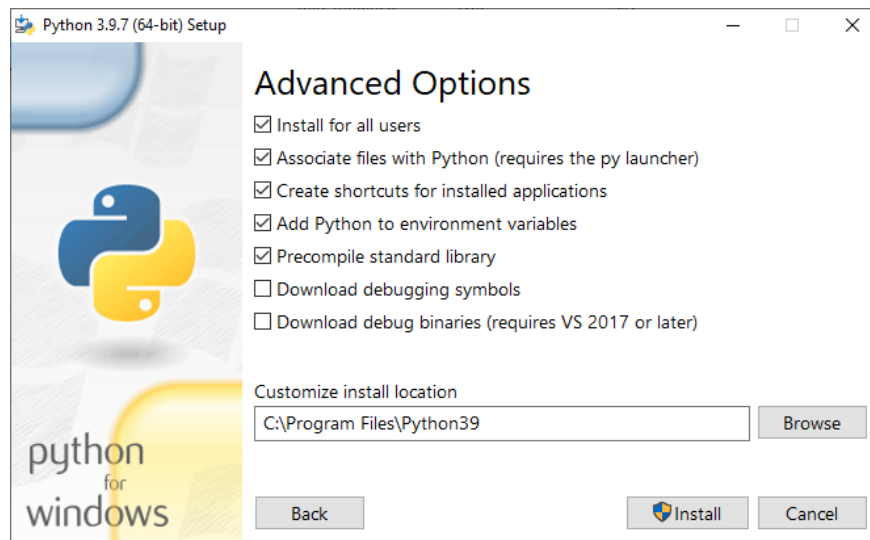 Python 3.9.7 (64-bit) Setup
Advanced Options
Install for all users
Associate files with Python (requires the py launcher)
Create shortcuts for installed applications
Add Python to environment variables
Precompile standard library
Download debugging symbols
Download debug binaries (requires VS 2017 or later)
Customize install location
C:\Program Files\Python39
Browse
python
for
windows
Back
Install
Cancel